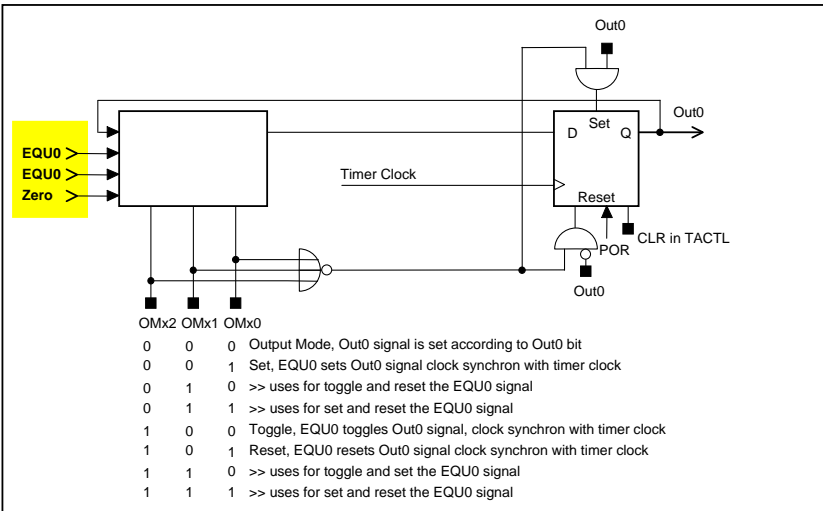 Out0
Out0
Set
D
Q
EQU0
EQU0
Zero
Timer Clock
Reset
POR
CLR in TACTL
Out0
OMx2 OMx1 OMx0
0 0 0 Output Mode, Out0 signal is set according to Out0 bit
0 0 1 Set, EQU0 sets Out0 signal clock synchron with timer clock
0 1 0 >> uses for toggle and reset the EQU0 signal
0 1 1 >> uses for set and reset the EQU0 signal
1 0 0 Toggle, EQU0 toggles Out0 signal, clock synchron with timer clock
1 0 1 Reset, EQU0 resets Out0 signal clock synchron with timer clock
1 1 0 >> uses for toggle and set the EQU0 signal
1 1 1 >> uses for set and reset the EQU0 signal